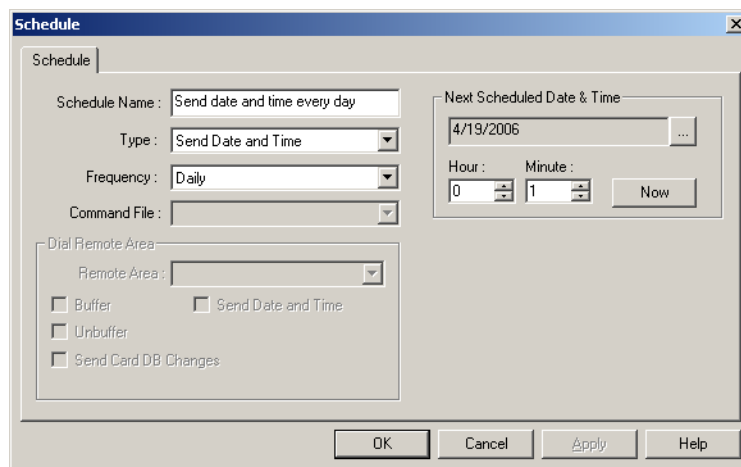 Schedule
Schedule
Schedule Name : Send date and time every day
Type : Send Date and Time
Frequency : Daily
Command File :
Dial Remote Area
Remote Area :
Buffer Send Date and Time
Unbuffer
Send Card DB Changes
Next Scheduled Date & Time
4/19/2006 ...
Hour : Minute :
0 1 Now
OK Cancel Apply Help